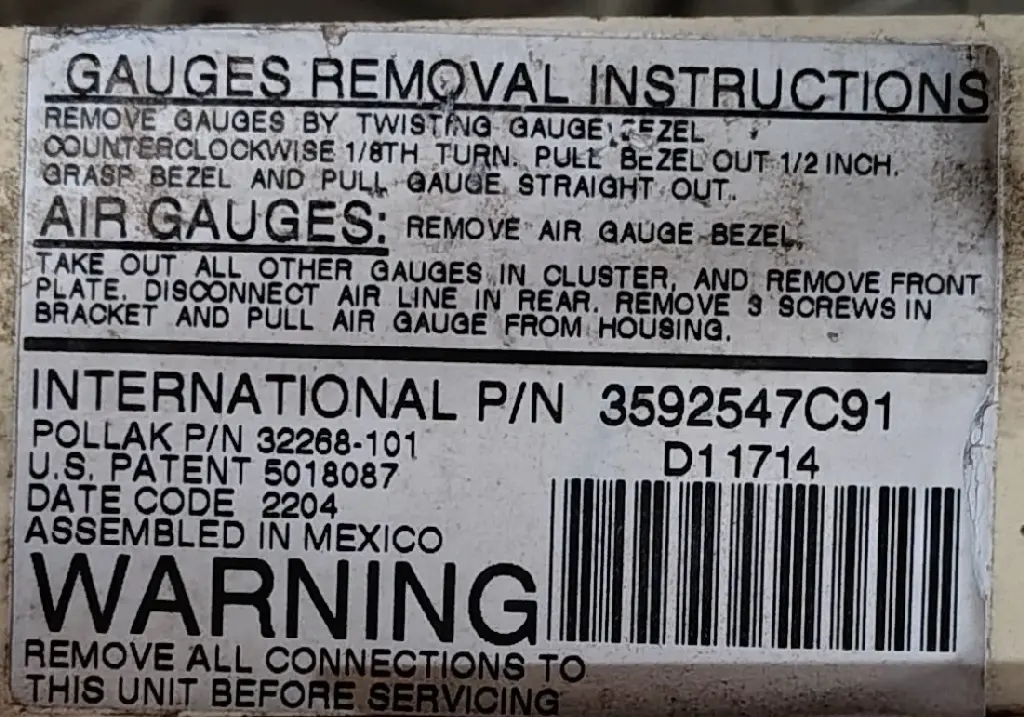 GAUGES REMOVAL INSTRUCTIONS
REMOVE GAUGES BY TWISTING GAUGE BEZEL
COUNTERCLOCKWISE 1/8TH TURN. PULL BEZEL OUT 1/2 INCH.
GRASP BEZEL AND PULL GAUGE STRAIGHT OUT.
AIR GAUGES: REMOVE AIR GAUGE BEZEL.
TAKE OUT ALL OTHER GAUGES IN CLUSTER, AND REMOVE FRONT
PLATE. DISCONNECT AIR LINE IN REAR. REMOVE 3 SCREWS IN
BRACKET AND PULL AIR GAUGE FROM HOUSING.
INTERNATIONAL P/N 3592547C91
POLLAK P/N 32268-101
D11714
U.S. PATENT 5018087
DATE CODE 2204
ASSEMBLED IN MEXICO
WARNING
REMOVE ALL CONNECTIONS TO
THIS UNIT BEFORE SERVICING